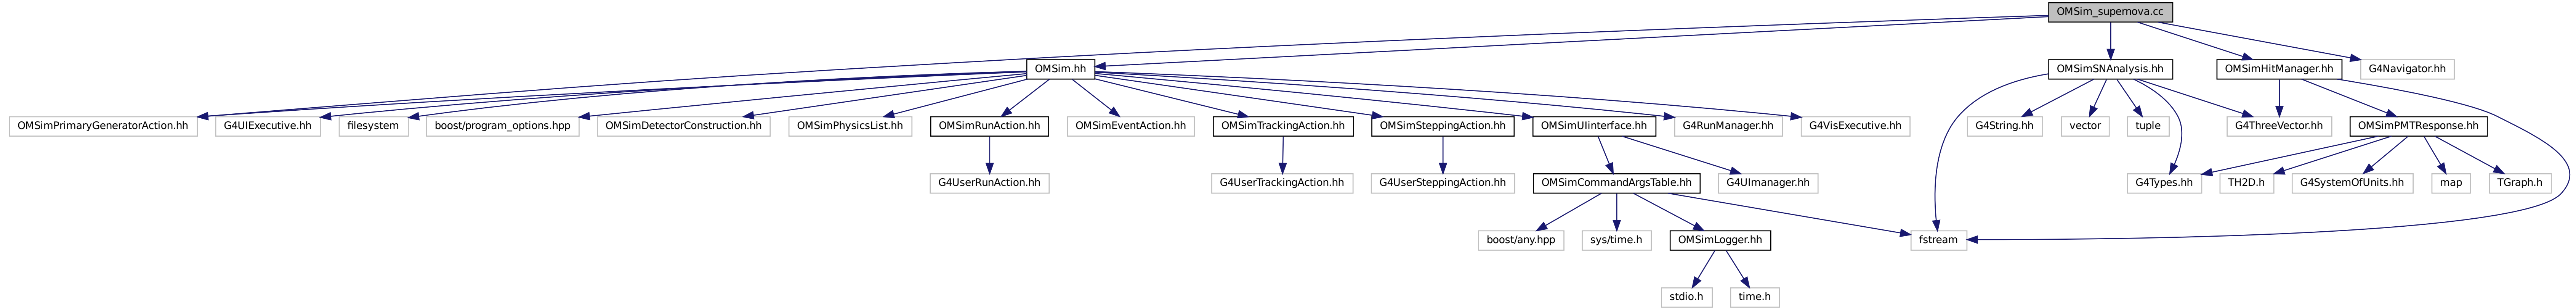 OMSim_supernova.cc
OMSim.hh
OMSimSNAnalysis.hh
OMSimHitManager.hh
G4Navigator.hh
OMSimPrimaryGeneratorAction.hh
G4UIExecutive.hh
filesystem
boost/program_options.hpp
OMSimDetectorConstruction.hh
OMSimPhysicsList.hh
OMSimRunAction.hh
OMSimEventAction.hh
OMSimTrackingAction.hh
OMSimSteppingAction.hh
OMSimUIinterface.hh
G4RunManager.hh
G4VisExecutive.hh
G4String.hh
vector
tuple
G4ThreeVector.hh
OMSimPMTResponse.hh
G4UserRunAction.hh
G4UserTrackingAction.hh
G4UserSteppingAction.hh
OMSimCommandArgsTable.hh
G4UImanager.hh
G4Types.hh
TH2D.h
G4SystemOfUnits.hh
map
TGraph.h
boost/any.hpp
sys/time.h
OMSimLogger.hh
fstream
stdio.h
time.h